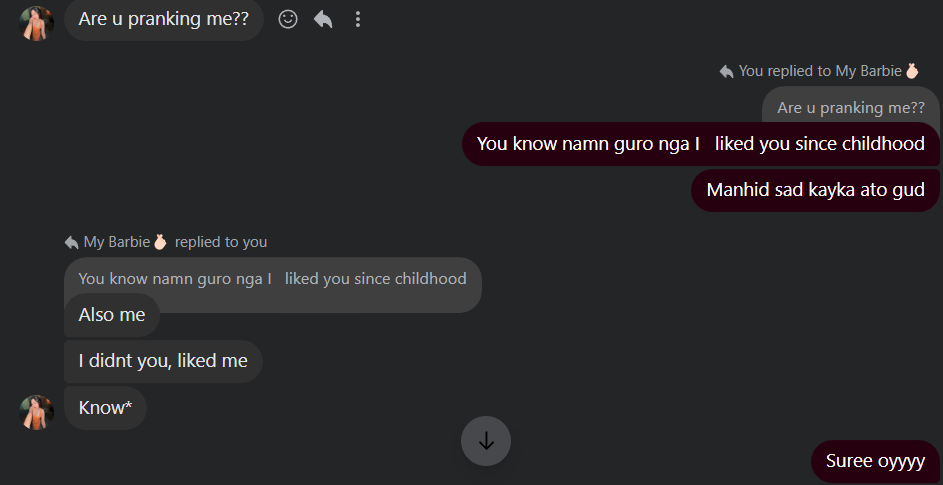 Are u pranking me??
You replied to My Barbie
Are u pranking me??
You know namn guro nga I   liked you since childhood
Manhid sad kayka ato gud
My Barbie replied to you
You know namn guro nga I   liked you since childhood
Also me
I didnt you, liked me
Know*
Suree oyyyy